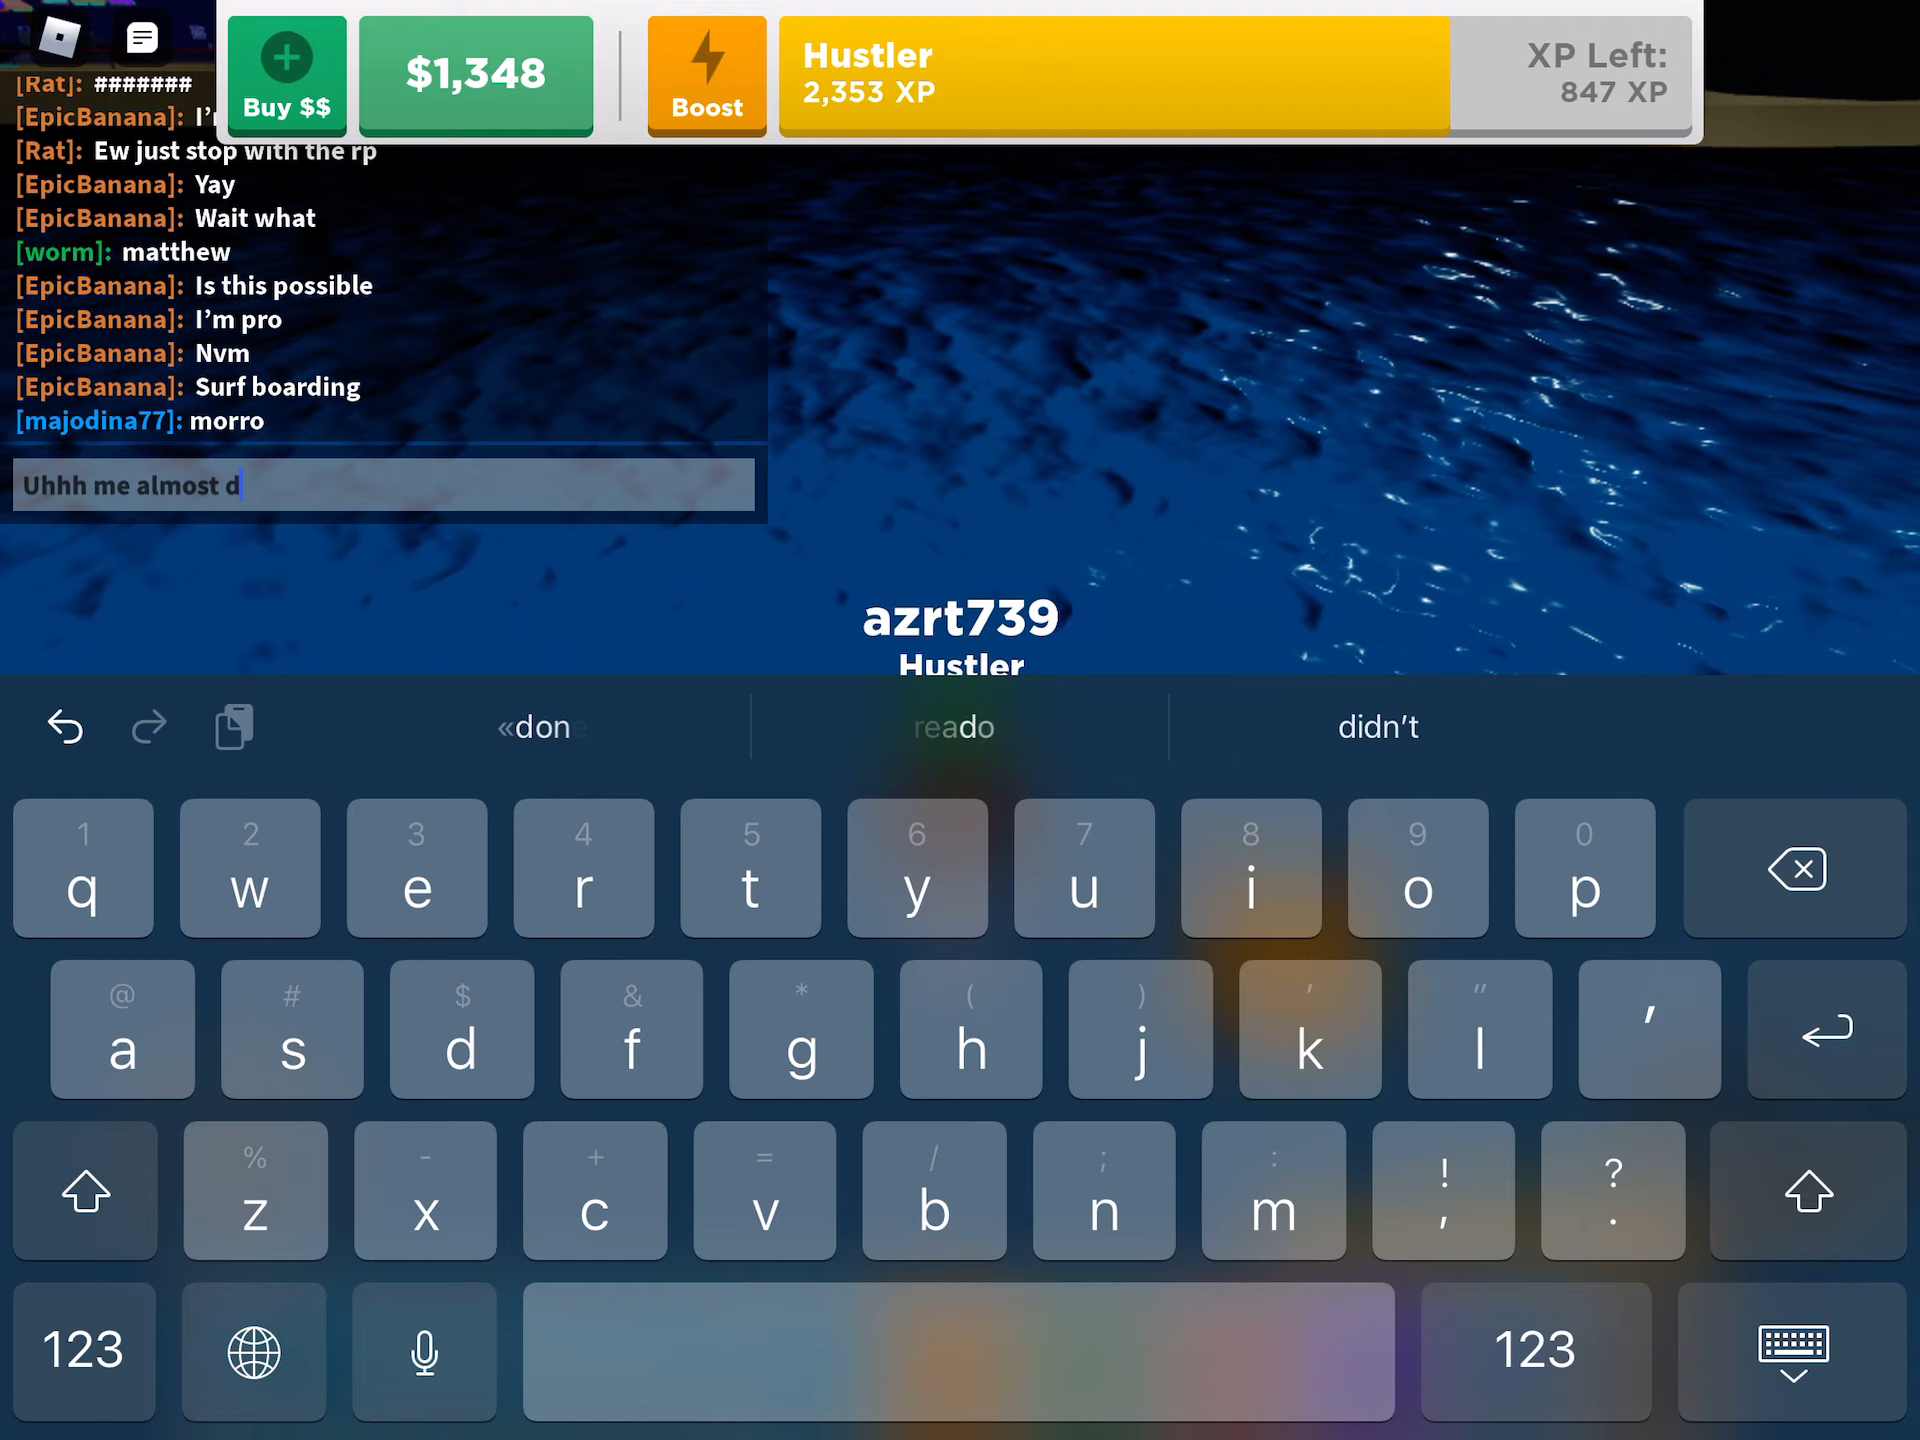 Buy $$
$1,348
Boost
Hustler
2,353 XP
XP Left:
847 XP
[Rat]: #######
[EpicBanana]:
[Rat]: Ew just stop with the rp
[EpicBanana]: Yay
[EpicBanana]: Wait what
[worm]: matthew
[EpicBanana]: Is this possible
[EpicBanana]: I’m pro
[EpicBanana]: Nvm
[EpicBanana]: Surf boarding
[majodina77]: morro
Uhhh me almost d
azrt739
Hustler
«don didn’t
1 2 3 4 5 6 7 8 9 0
q w e r t y u i o p
@ # $ & * ( ) ' "
a s d f g h j k l '
% - + = / ; : ! ?
z x c v b n m , .
123 123